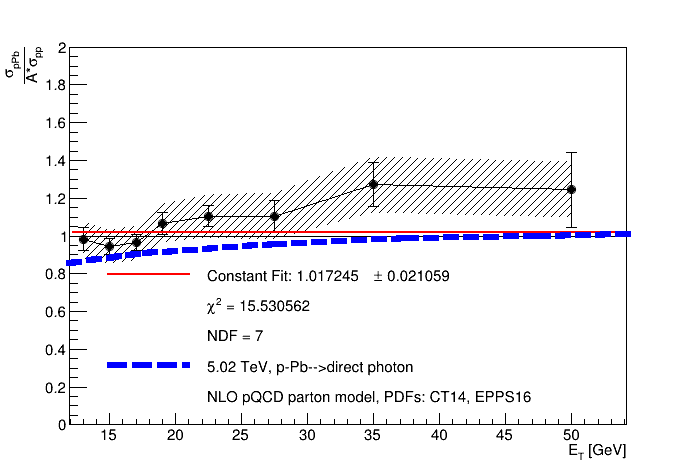 σpPb
A*σpp
2
1.8
1.6
1.4
1.2
1
0.8
0.6
0.4
0.2
0
Constant Fit: 1.017245 ± 0.021059
χ² = 15.530562
NDF = 7
5.02 TeV, p-Pb-->direct photon
NLO pQCD parton model, PDFs: CT14, EPPS16
15 20 25 30 35 40 45 50
E_T [GeV]